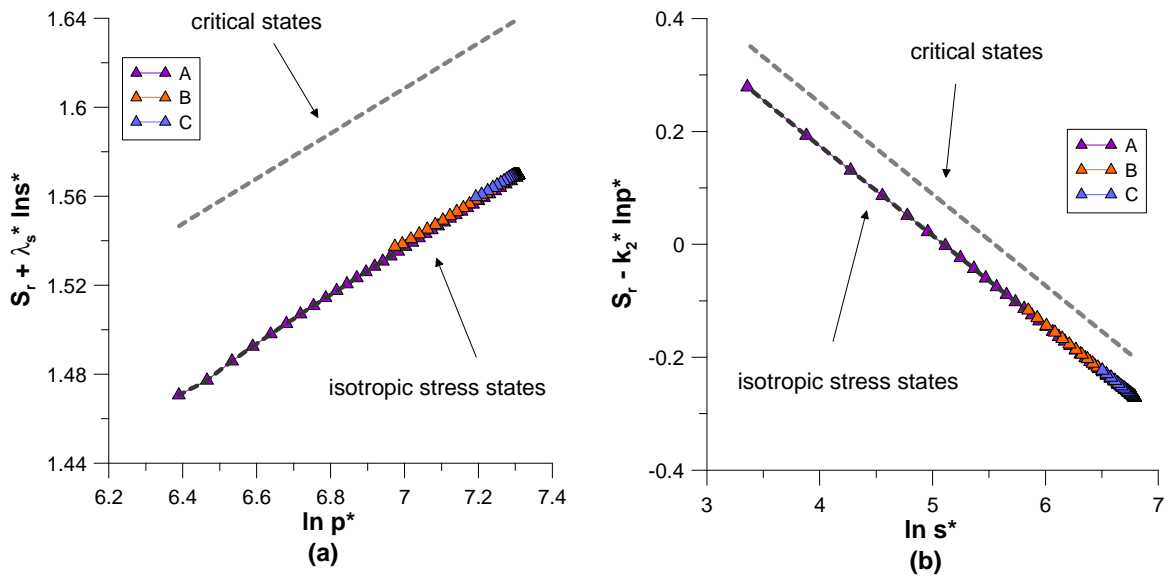 critical states
A
B
C
isotropic stress states
S_r + λ_s* lns*
1.64
1.6
1.56
1.52
1.48
1.44
6.2 6.4 6.6 6.8 7 7.2 7.4
ln p*
(a)
critical states
A
B
C
isotropic stress states
S_r - k_2* lnp*
0.4
0.2
0
-0.2
-0.4
3 4 5 6 7
ln s*
(b)